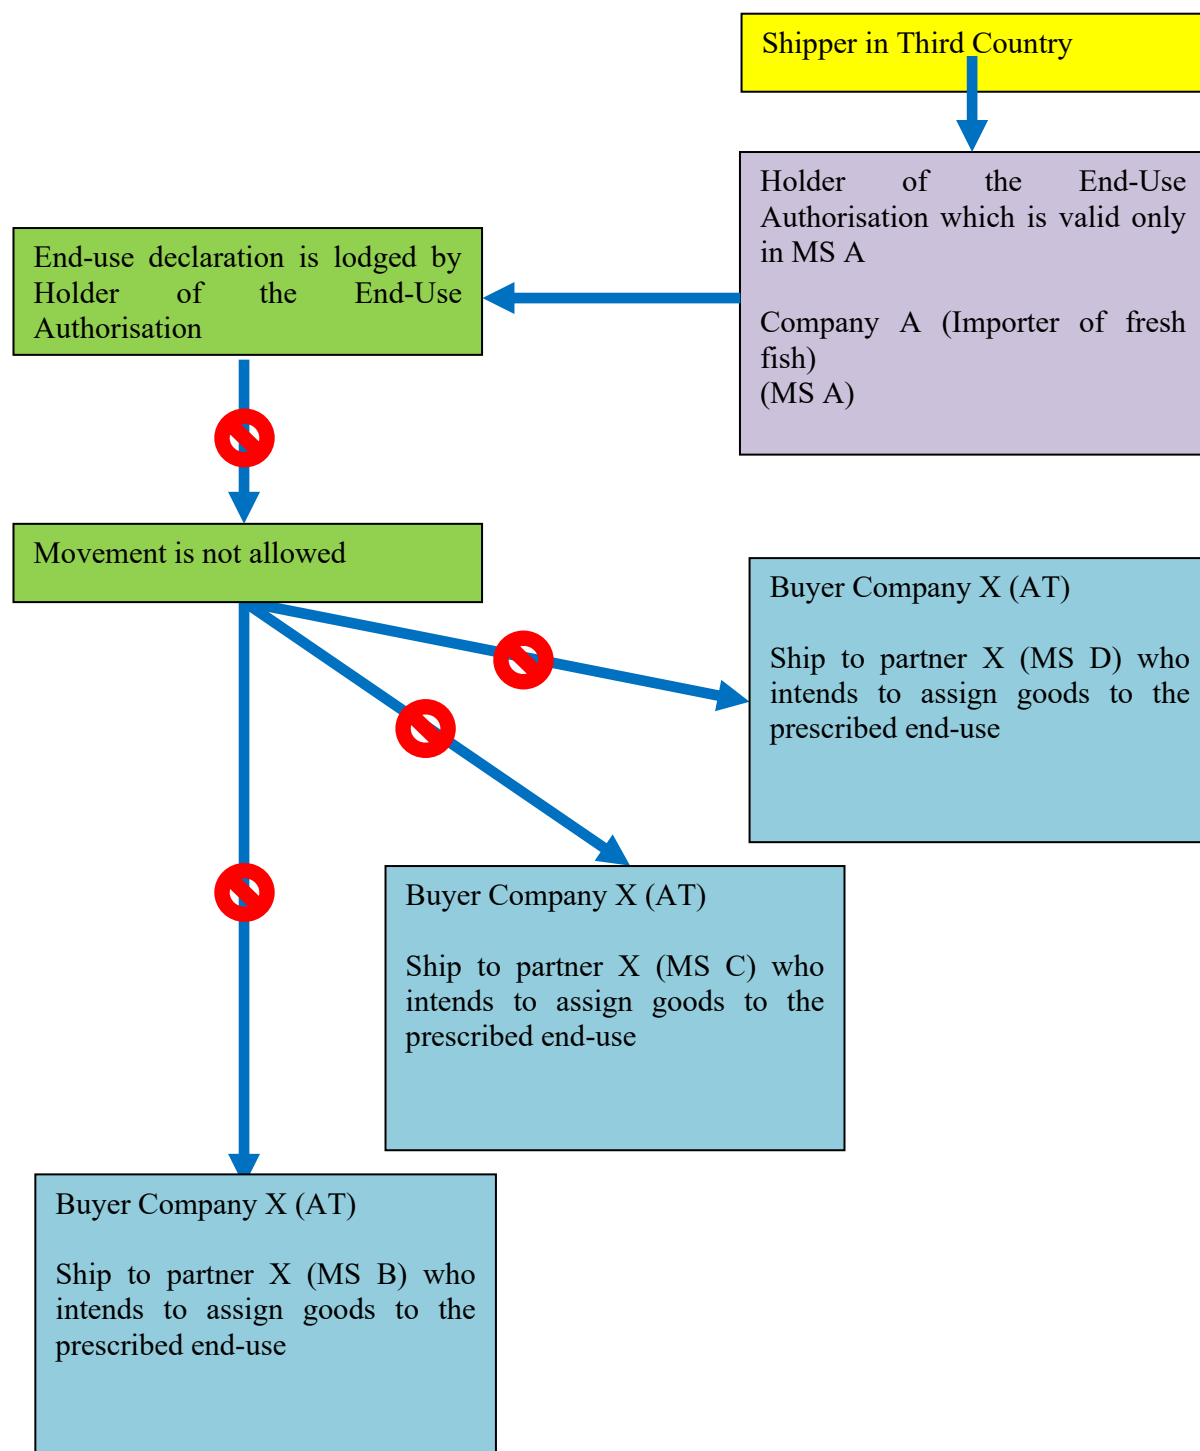 Shipper in Third Country
Holder of the End-Use
Authorisation which is valid only
in MS A
Company A (Importer of fresh
fish)
(MS A)
End-use declaration is lodged by
Holder of the End-Use
Authorisation
Movement is not allowed
Buyer Company X (AT)
Ship to partner X (MS D) who
intends to assign goods to the
prescribed end-use
Buyer Company X (AT)
Ship to partner X (MS C) who
intends to assign goods to the
prescribed end-use
Buyer Company X (AT)
Ship to partner X (MS B) who
intends to assign goods to the
prescribed end-use